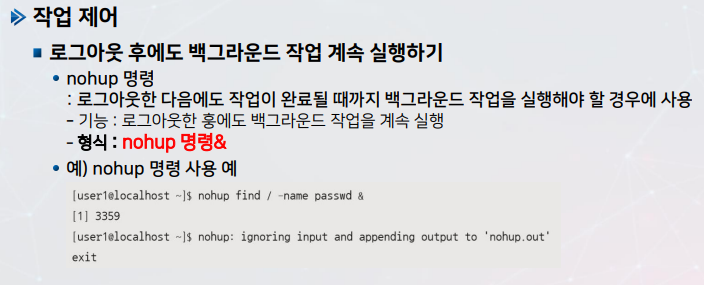 작업 제어
로그아웃 후에도 백그라운드 작업 계속 실행하기
• nohup 명령
: 로그아웃한 다음에도 작업이 완료될 때까지 백그라운드 작업을 실행해야 할 경우에 사용
- 기능 : 로그아웃한 훙에도 백그라운드 작업을 계속 실행
- 형식 : nohup 명령&
• 예) nohup 명령 사용 예
[user1@localhost ~]$ nohup find / -name passwd &
[1] 3359
[user1@localhost ~]$ nohup: ignoring input and appending output to 'nohup.out'
exit